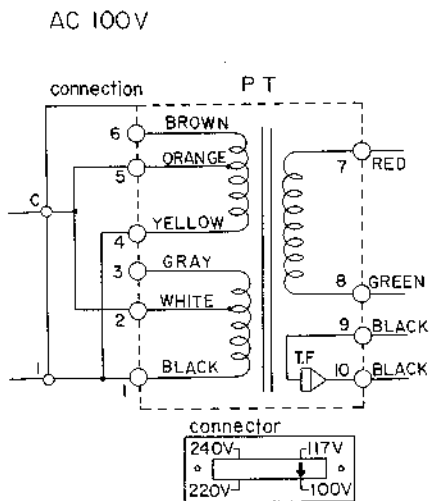 AC 100V
connection
P T
6 BROWN
5 ORANGE
7 RED
C
4 YELLOW
3 GRAY
2 WHITE
8 GREEN
9 BLACK
T.F
1
1 BLACK
10 BLACK
connector
240V 117V
220V 100V